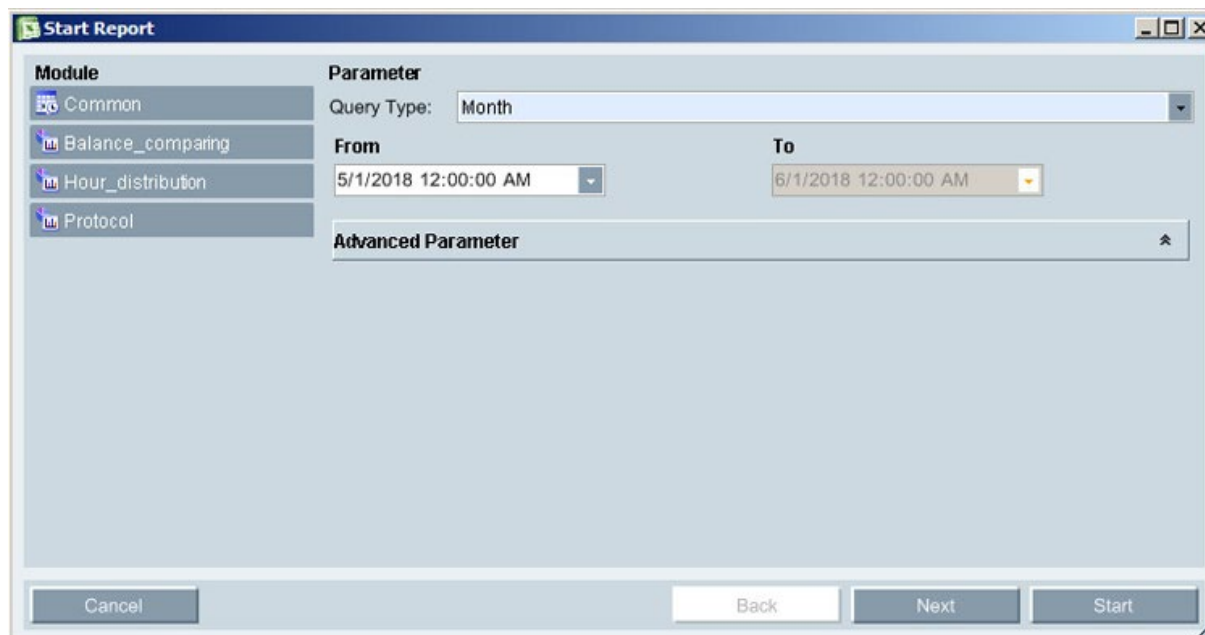 Start Report
Module
Common
Balance_comparing
Hour_distribution
Protocol
Parameter
Query Type: Month
From To
5/1/2018 12:00:00 AM 6/1/2018 12:00:00 AM
Advanced Parameter
Cancel Back Next Start